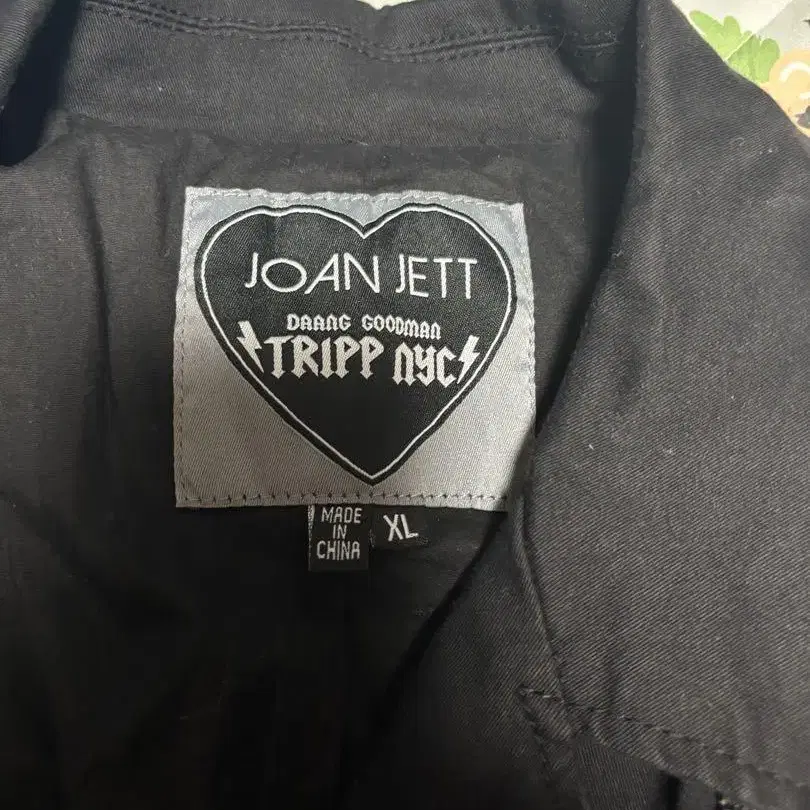 JOAN JETT
DAANG GOODMAN
TRIPP NYC
MADE
IN
CHINA
XL